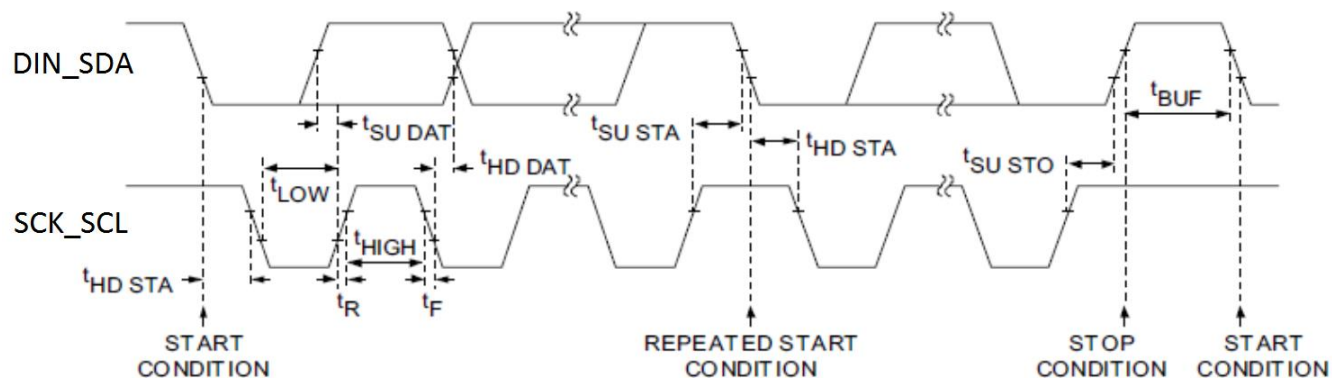 DIN_SDA
tSU DAT
tHD DAT
tSU STA
tHD STA
tSU STO
tBUF
tLOW
SCK_SCL
tHIGH
tHD STA
tR
tF
START
CONDITION
REPEATED START
CONDITION
STOP
CONDITION
START
CONDITION